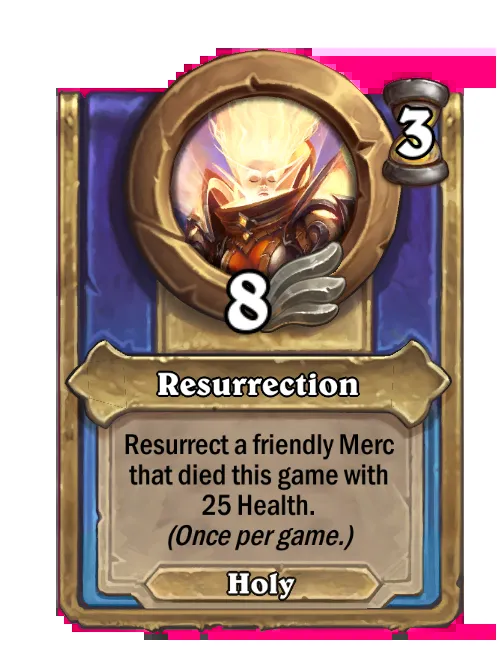 3
8
Resurrection
Resurrect a friendly Merc
that died this game with
25 Health.
(Once per game.)
Holy